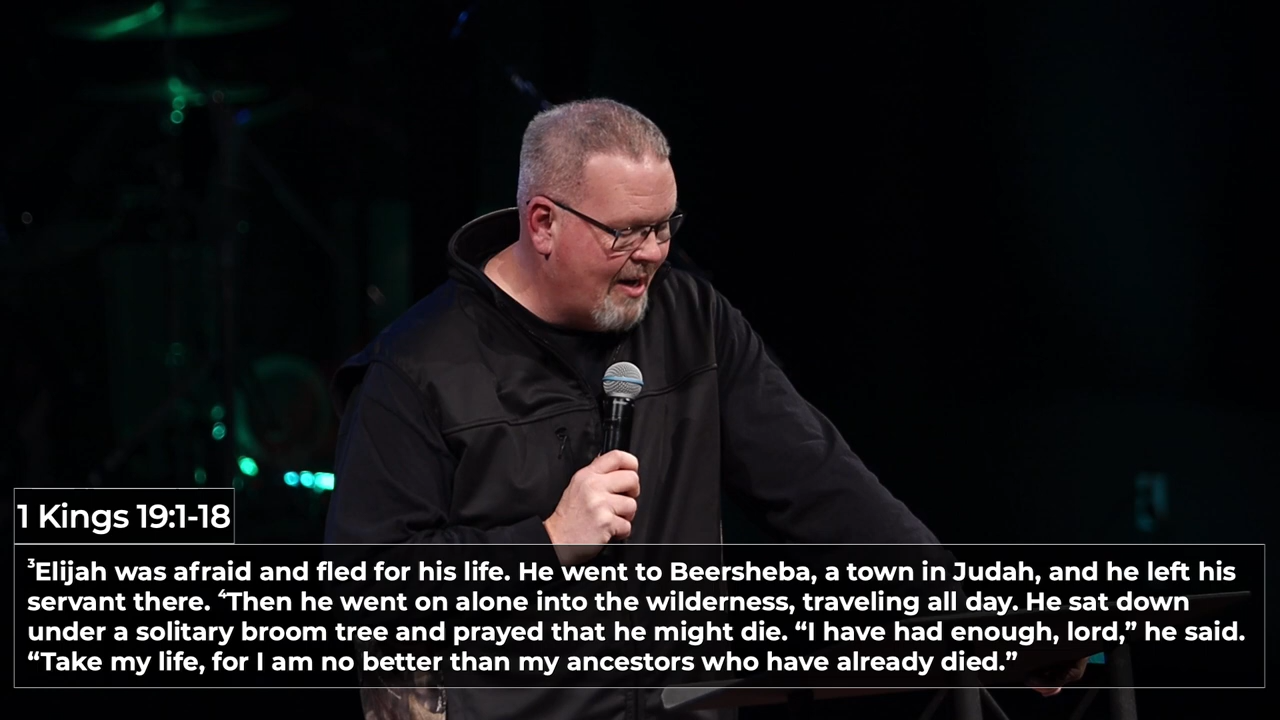 1 Kings 19:1-18
³Elijah was afraid and fled for his life. He went to Beersheba, a town in Judah, and he left his
servant there. ⁴Then he went on alone into the wilderness, traveling all day. He sat down
under a solitary broom tree and prayed that he might die. “I have had enough, lord,” he said.
“Take my life, for I am no better than my ancestors who have already died.”